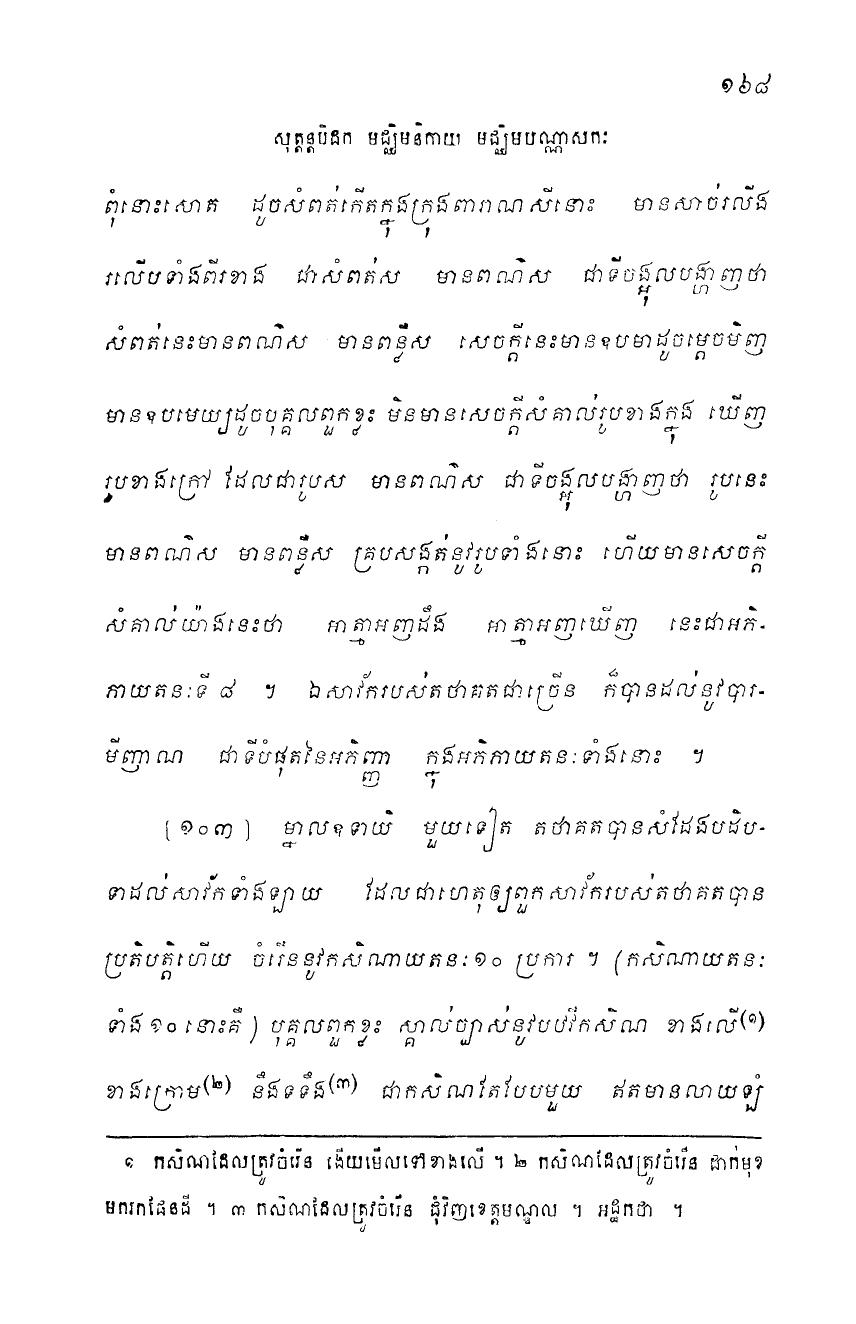 ១៦៨
សុត្តន្តបិដក មជ្ឈិមនិកាយ មជ្ឈិមបណ្ណាសកៈ
ពុំនោះសោត ដូចសំពត់កើតក្នុងក្រុងពារាណសីនោះ មានសាច់រលីង
រលើបទាំងពីរខាង ជាសំពត់ស មានពណ៌ស ជាទីចង្អុលបង្ហាញថា
សំពត់នេះមានពណ៌ស មានពន្លឺស សេចក្តីនេះមានឧបមាដូចម្តេចមិញ
មានឧបមេយ្យដូចបុគ្គលពួកខ្លះ មិនមានសេចក្តីសំគាល់រូបខាងក្នុង ឃើញ
រូបខាងក្រៅ ដែលជារូបស មានពណ៌ស ជាទីចង្អុលបង្ហាញថា រូបនេះ
មានពណ៌ស មានពន្លឺស គ្របសង្កត់នូវរូបទាំងនោះ ហើយមានសេចក្តី
សំគាល់យ៉ាងនេះថា អាត្មាអញដឹង អាត្មាអញឃើញ នេះជាអភិ-
កាយតនៈទី ៨ ។ ឯសាវ័ករបស់តថាគតជាច្រើន ក៏បានដល់នូវបារ-
មីញាណ ជាទីបំផុតនៃអភិញ្ញា ក្នុងអភិកាយតនៈទាំងនោះ ។
[១០៣] ម្នាលឧទាយិ មួយទៀត តថាគតបានសំដែងបដិប-
ទាដល់សាវ័កទាំងឡាយ ដែលជាហេតុឲ្យពួកសាវ័ករបស់តថាគតបាន
ប្រតិបត្តិហើយ ចំរើននូវកសិណាយតនៈ១០ ប្រការ ។ (កសិណាយតនៈ
ទាំង១០នោះគឺ) បុគ្គលពួកខ្លះ ស្គាល់ច្បាស់នូវបឋវីកសិណ ខាងលើ(១)
ខាងក្រោម(២) នឹងទទឹង(៣) ជាកសិណតែបែបមួយ ឥតមានលាយឡំ
១ កសិណដែលត្រូវចំរើន ងើយមើលទៅខាងលើ ។ ២ កសិណដែលត្រូវចំរើន ដាក់មុខ
មករកផែនដី ។ ៣ កសិណដែលត្រូវចំរើន ជុំវិញខេត្តមណ្ឌល ។ អដ្ឋកថា ។